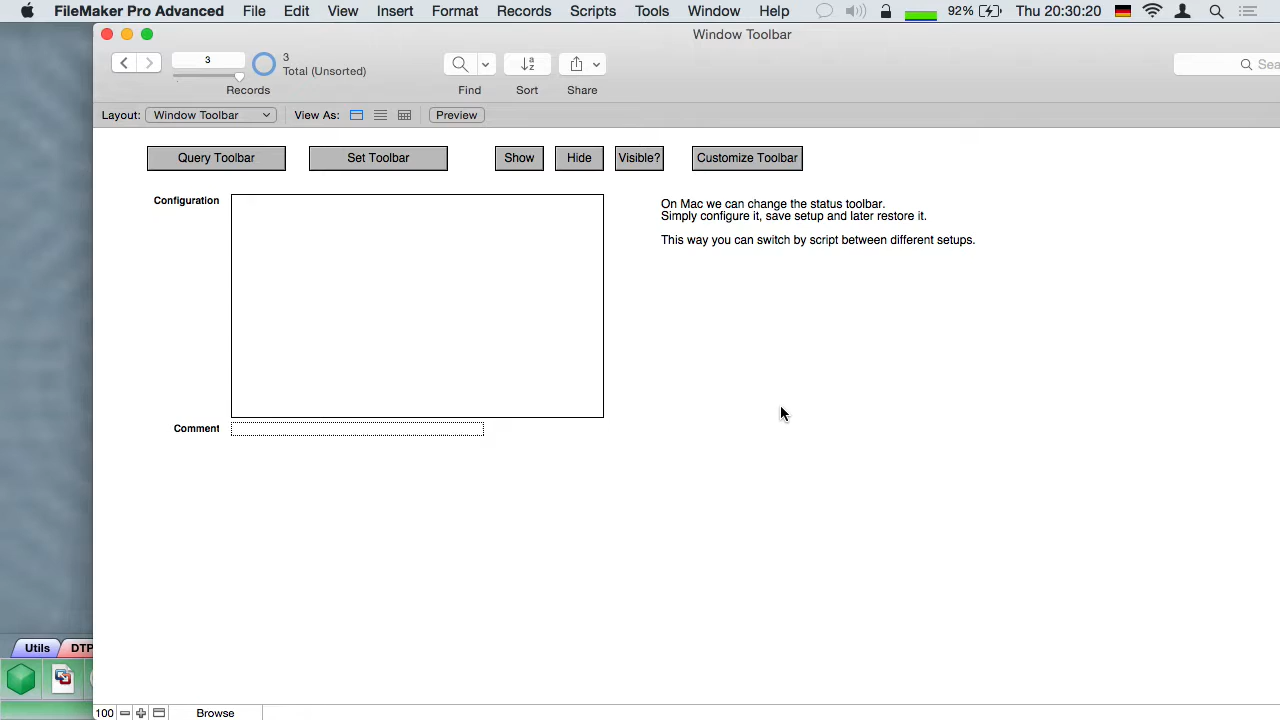 FileMaker Pro Advanced File Edit View Insert Format Records Scripts Tools Window Help 92% Thu 20:30:20
Window Toolbar
3
3
Total (Unsorted)
Records
Find
Sort
Share
Sea
Layout: Window Toolbar View As: Preview
Query Toolbar Set Toolbar Show Hide Visible? Customize Toolbar
Configuration
On Mac we can change the status toolbar.
Simply configure it, save setup and later restore it.
This way you can switch by script between different setups.
Comment
Utils DTP
100 Browse